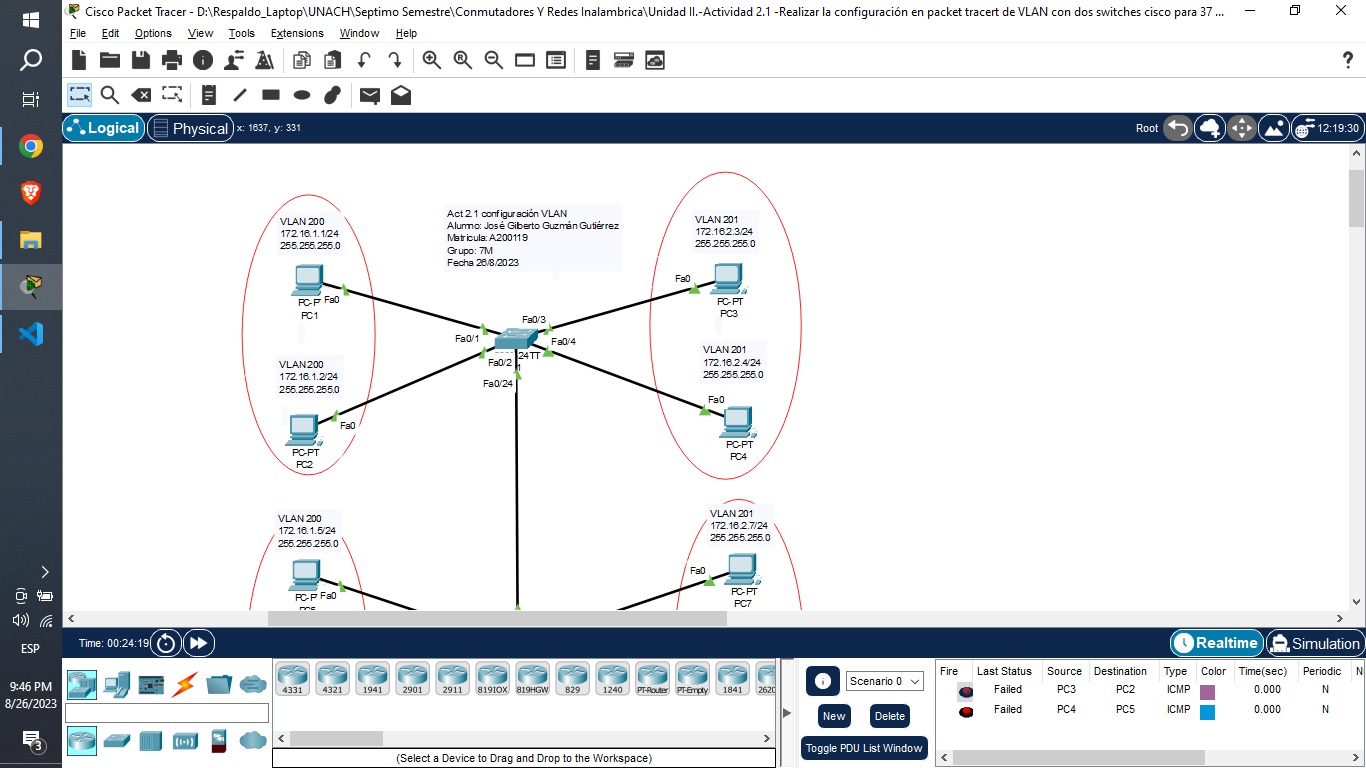 Cisco Packet Tracer - D:\Respaldo_Laptop\UNACH\Septimo Semestre\Conmutadores Y Redes Inalambrica\Unidad II.-Actividad 2.1 -Realizar la configuración en packet tracert de VLAN con dos switches cisco para 37 ...
File Edit Options View Tools Extensions Window Help
Logical Physical x: 1637, y: 331 Root 12:19:30
VLAN 200
172.16.1.1/24
255.255.255.0
Fa0
PC1
Act 2.1 configuración VLAN
Alumno: José Gilberto Guzmán Gutiérrez
Matrícula: A200119
Grupo: 7M
Fecha 26/8/2023
VLAN 201
172.16.2.3/24
255.255.255.0
Fa0
PC-PT
PC3
Fa0/3
Fa0/1
Fa0/4
Fa0/2
24TT
Fa0/24
VLAN 200
172.16.1.2/24
255.255.255.0
Fa0
PC-PT
PC2
VLAN 201
172.16.2.4/24
255.255.255.0
Fa0
PC-PT
PC4
VLAN 200
172.16.1.5/24
255.255.255.0
Fa0
VLAN 201
172.16.2.7/24
255.255.255.0
Fa0
PC-PT
PC7
Time: 00:24:19
Realtime Simulation
4331 4321 1941 2901 2911 819IOX 819HGW 829 1240 PT-Router PT-Empty 1841 2620
(Select a Device to Drag and Drop to the Workspace)
Scenario 0
New Delete
Toggle PDU List Window
Fire Last Status Source Destination Type Color Time(sec) Periodic N
Failed PC3 PC2 ICMP 0.000 N
Failed PC4 PC5 ICMP 0.000 N
ESP
9:46 PM
8/26/2023
3